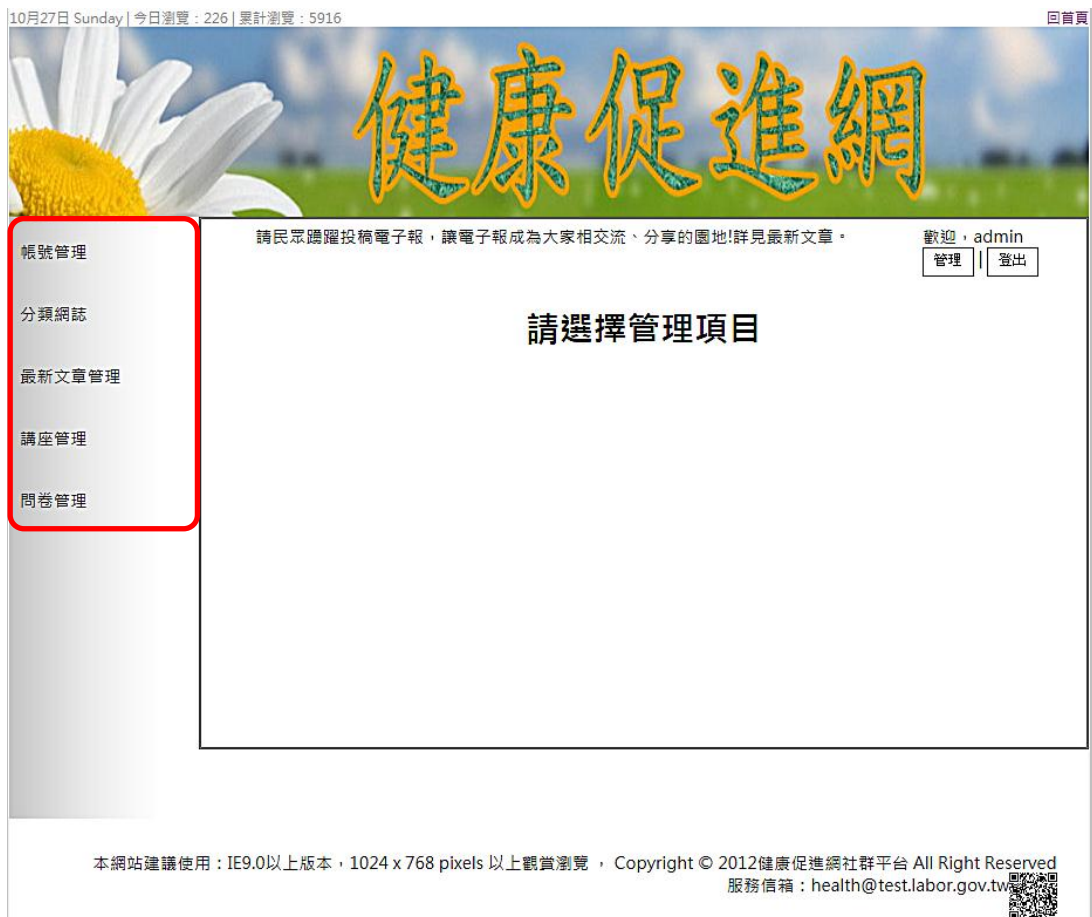 10月27日 Sunday | 今日瀏覽：226 | 累計瀏覽：5916 回首頁
健康促進網
請民眾踴躍投稿電子報，讓電子報成為大家相交流、分享的園地!詳見最新文章。
歡迎，admin
管理 | 登出
帳號管理
分類網誌
最新文章管理
講座管理
問卷管理
請選擇管理項目
本網站建議使用：IE9.0以上版本，1024 x 768 pixels 以上觀賞瀏覽 ， Copyright © 2012健康促進網社群平台 All Right Reserved
服務信箱：health@test.labor.gov.tw